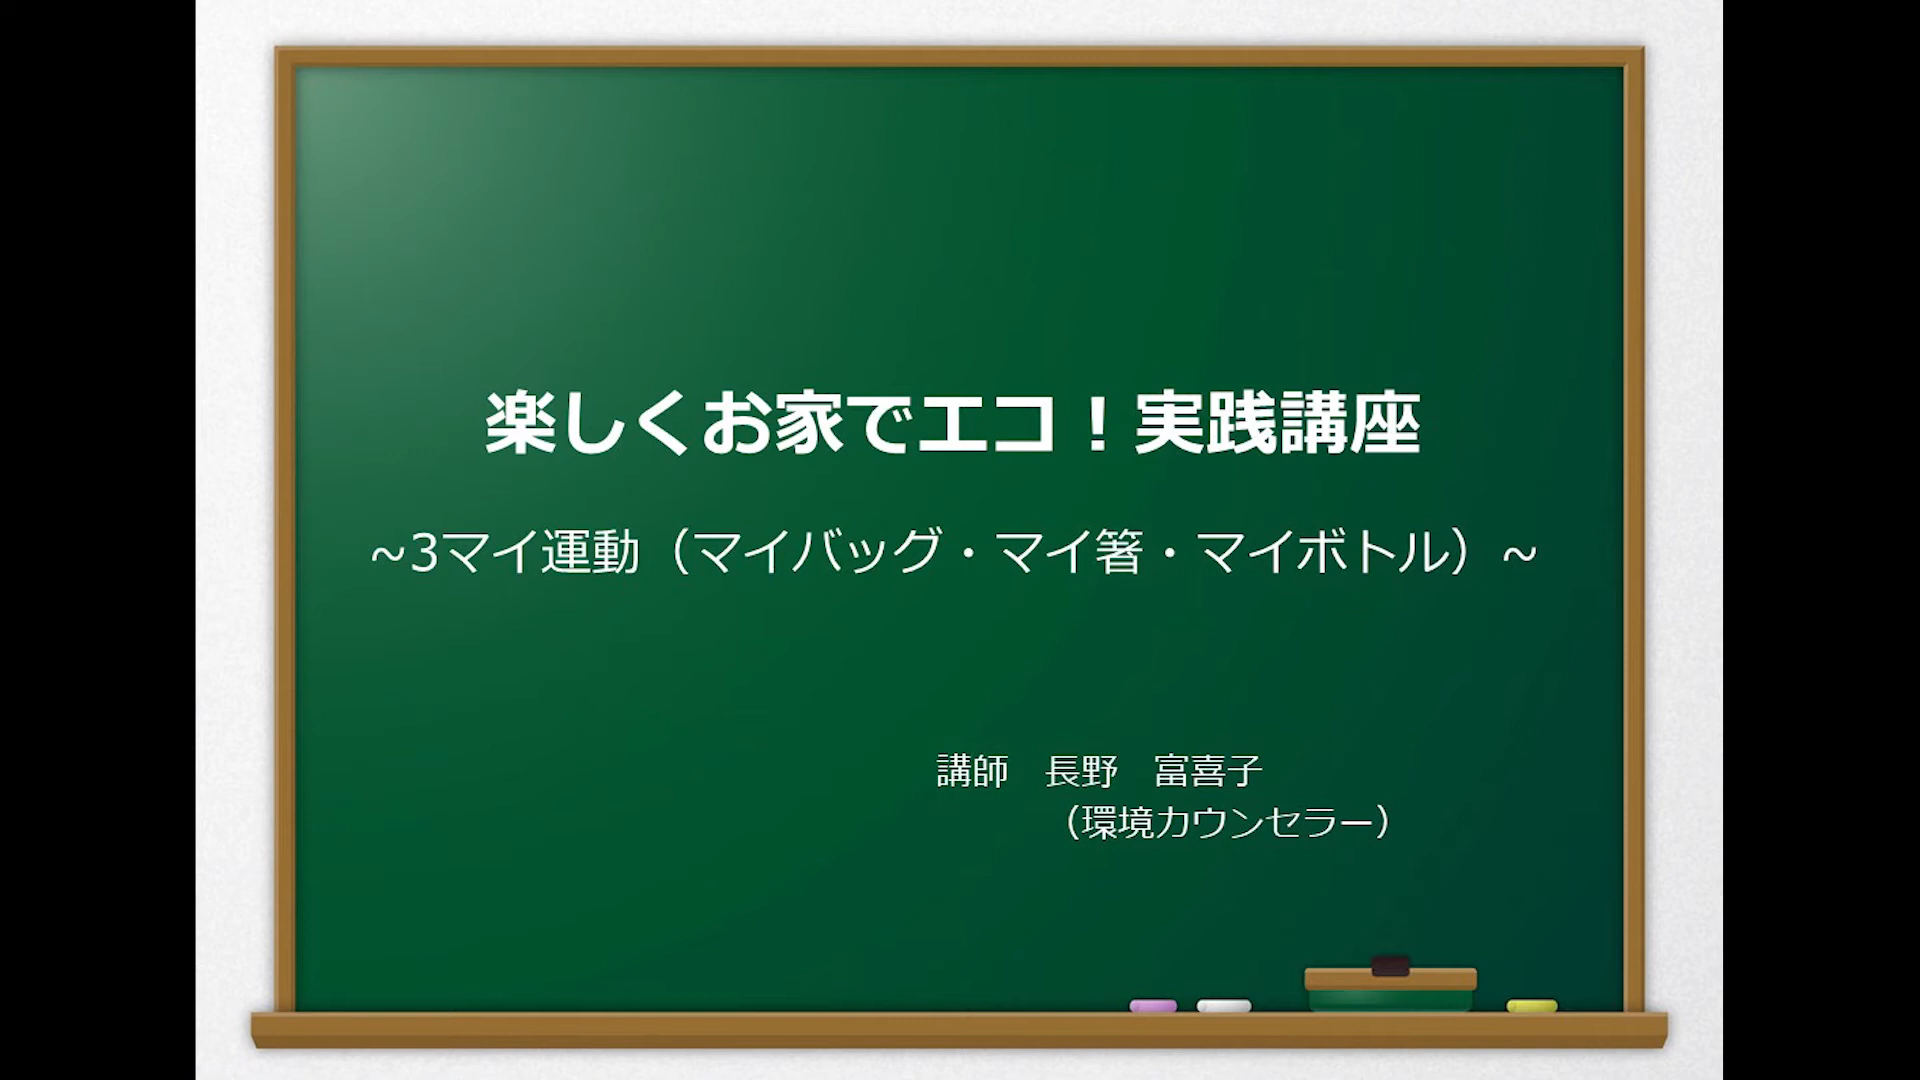 楽しくお家でエコ！実践講座
~3マイ運動（マイバッグ・マイ箸・マイボトル）~
講師　長野　富喜子
（環境カウンセラー）